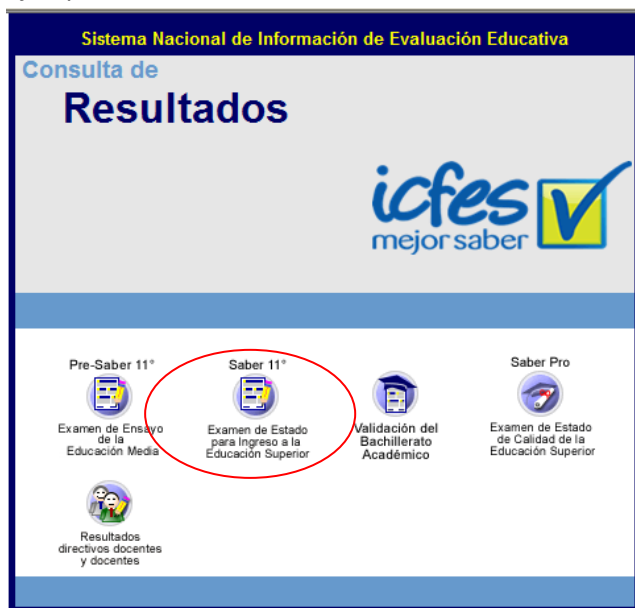 Sistema Nacional de Información de Evaluación Educativa
Consulta de
Resultados
icfes
mejor saber
Pre-Saber 11°
Examen de Ensayo
de la
Educación Media
Saber 11°
Examen de Estado
para Ingreso a la
Educación Superior
Validación del
Bachillerato
Académico
Saber Pro
Examen de Estado
de Calidad de la
Educación Superior
Resultados
directivos docentes
y docentes